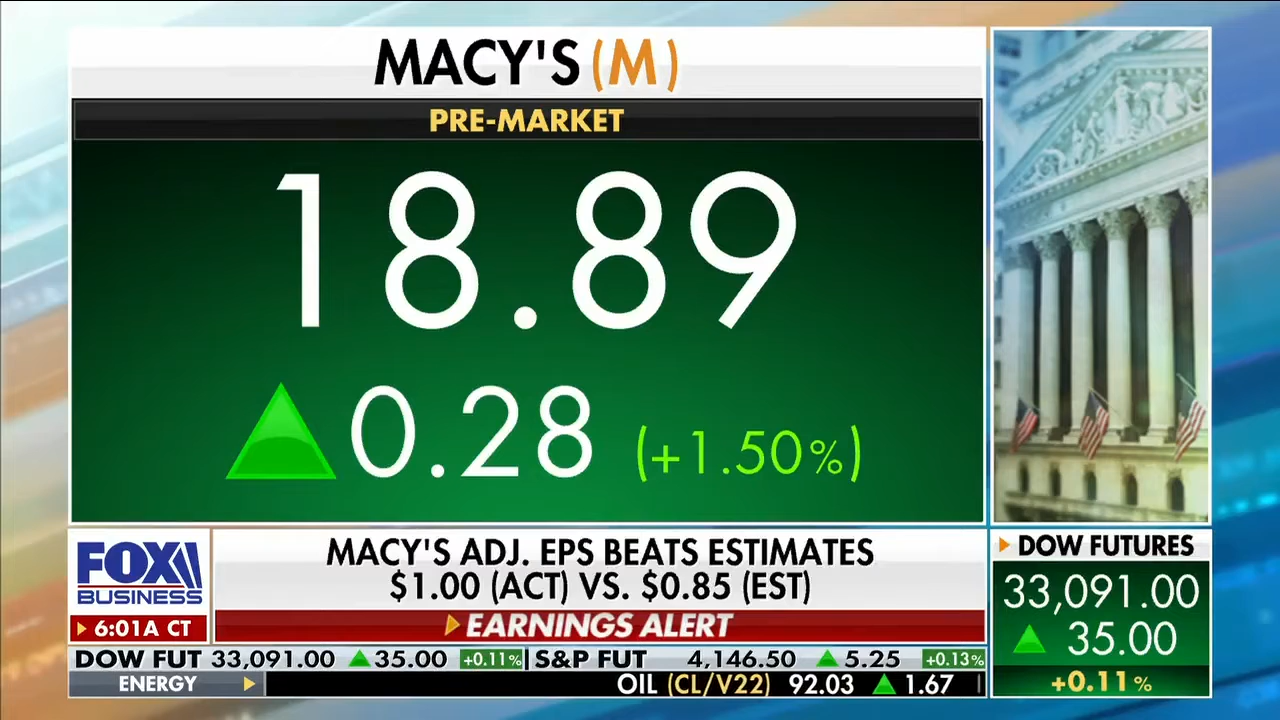 MACY'S (M)
PRE-MARKET
18.89
0.28 (+1.50%)
FOX
BUSINESS
6:01A CT
MACY'S ADJ. EPS BEATS ESTIMATES
$1.00 (ACT) VS. $0.85 (EST)
EARNINGS ALERT
DOW FUTURES
33,091.00
35.00
+0.11%
DOW FUT 33,091.00 35.00 +0.11% S&P FUT 4,146.50 5.25 +0.13%
ENERGY OIL (CL/V22) 92.03 1.67